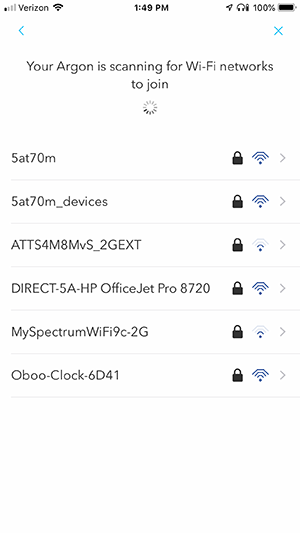 Verizon 1:49 PM 100%
Your Argon is scanning for Wi-Fi networks
to join
5at70m
5at70m_devices
ATTS4M8MvS_2GEXT
DIRECT-5A-HP OfficeJet Pro 8720
MySpectrumWiFi9c-2G
Oboo-Clock-6D41